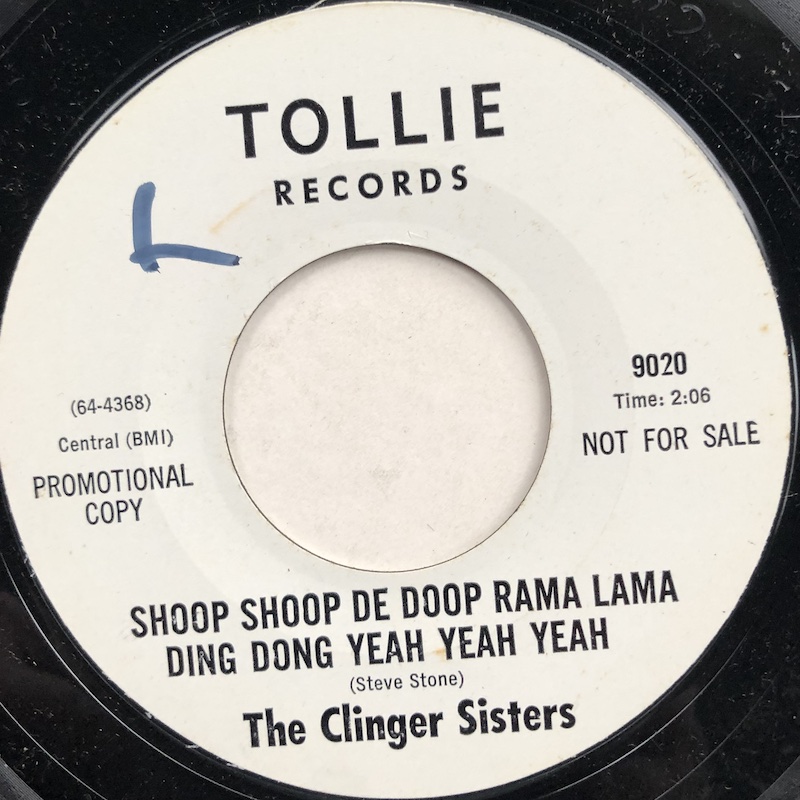 TOLLIE
RECORDS
9020
Time: 2:06
NOT FOR SALE
(64-4368)
Central (BMI)
PROMOTIONAL
COPY
SHOOP SHOOP DE DOOP RAMA LAMA
DING DONG YEAH YEAH YEAH
(Steve Stone)
The Clinger Sisters